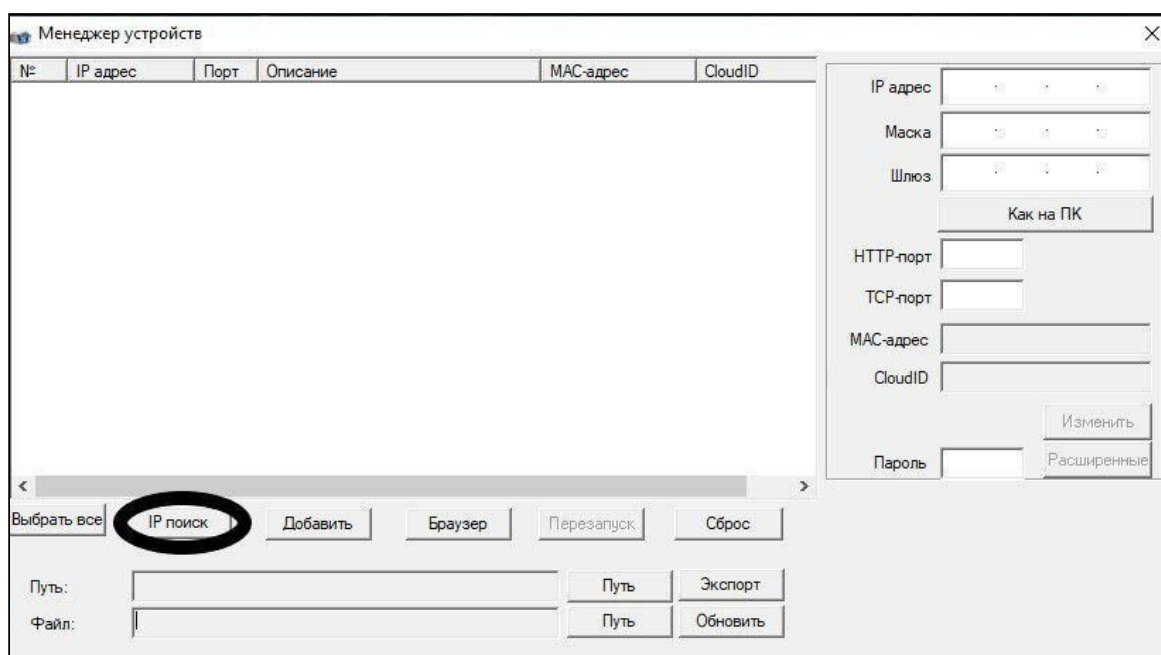 Менеджер устройств
№ IP адрес Порт Описание MAC-адрес CloudID
IP адрес
Маска
Шлюз
Как на ПК
HTTP-порт
TCP-порт
MAC-адрес
CloudID
Изменить
Пароль Расширенные
Выбрать все IP поиск Добавить Браузер Перезапуск Сброс
Путь: Путь Экспорт
Файл: Путь Обновить